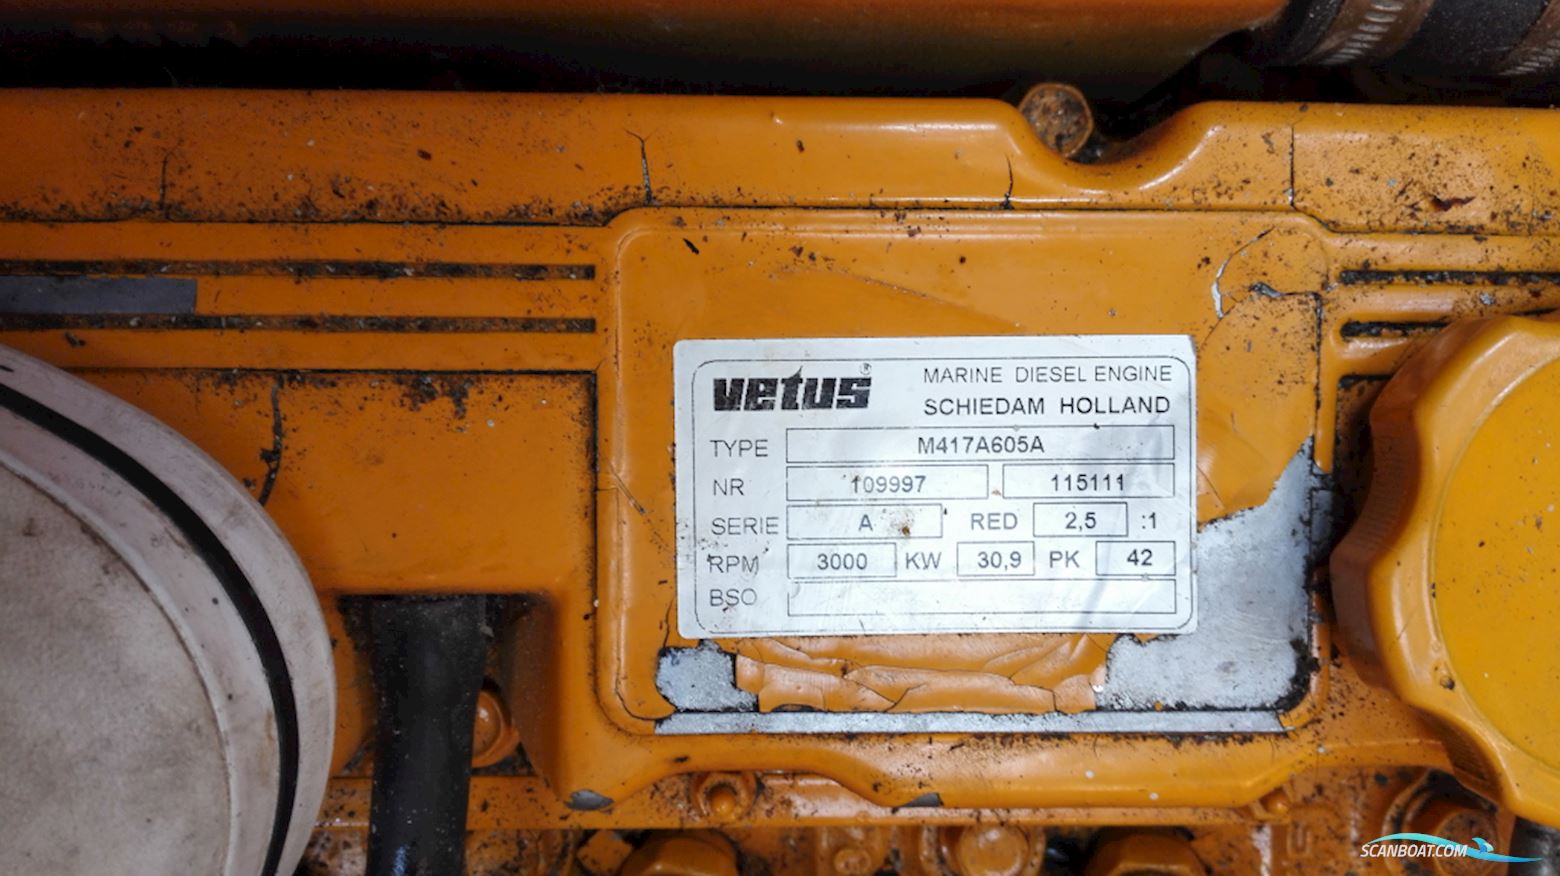 vetus® MARINE DIESEL ENGINE
SCHIEDAM HOLLAND
TYPE M417A605A
NR 109997 115111
SERIE A RED 2,5 :1
RPM 3000 KW 30,9 PK 42
BSO
SCANBOAT.COM